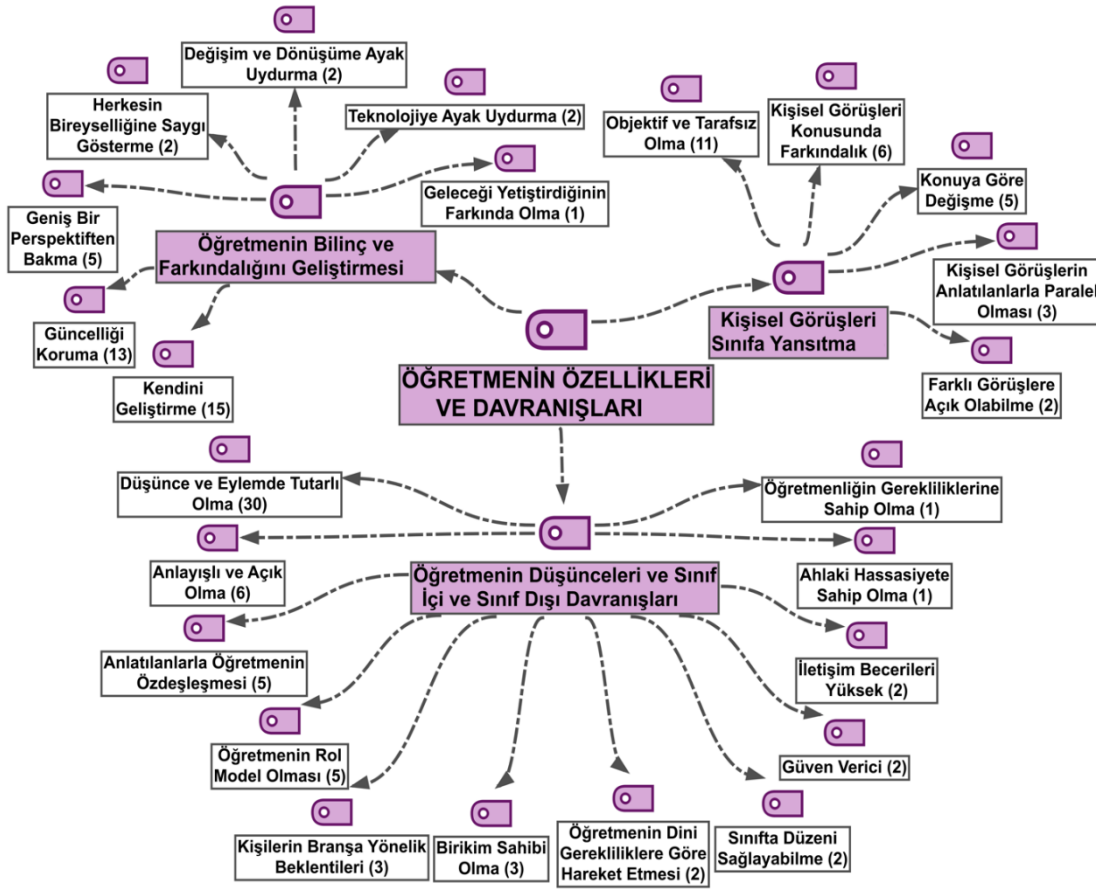 Değişim ve Dönüşüme Ayak
Uydurma (2)
Herkesin
Bireyselliğine Saygı
Gösterme (2)
Teknolojiye Ayak Uydurma (2)
Geniş Bir
Perspektiften
Bakma (5)
Geleceği Yetiştirdiğinin
Farkında Olma (1)
Öğretmenin Bilinç ve
Farkındalığını Geliştirmesi
Güncelliği
Koruma (13)
Kendini
Geliştirme (15)
Objektif ve Tarafsız
Olma (11)
Kişisel Görüşleri
Konusunda
Farkındalık (6)
Konuya Göre
Değişme (5)
Kişisel Görüşlerin
Anlatılanlarla Paralel
Olması (3)
Kişisel Görüşleri
Sınıfa Yansıtma
Farklı Görüşlere
Açık Olabilme (2)
ÖĞRETMENİN ÖZELLİKLERİ
VE DAVRANIŞLARI
Düşünce ve Eylemde Tutarlı
Olma (30)
Öğretmenliğin Gerekliliklerine
Sahip Olma (1)
Anlayışlı ve Açık
Olma (6)
Öğretmenin Düşünceleri ve Sınıf
İçi ve Sınıf Dışı Davranışları
Ahlaki Hassasiyete
Sahip Olma (1)
Anlatılanlarla Öğretmenin
Özdeşleşmesi (5)
İletişim Becerileri
Yüksek (2)
Öğretmenin Rol
Model Olması (5)
Güven Verici (2)
Kişilerin Branşa Yönelik
Beklentileri (3)
Birikim Sahibi
Olma (3)
Öğretmenin Dini
Gerekliliklere Göre
Hareket Etmesi (2)
Sınıfta Düzeni
Sağlayabilme (2)